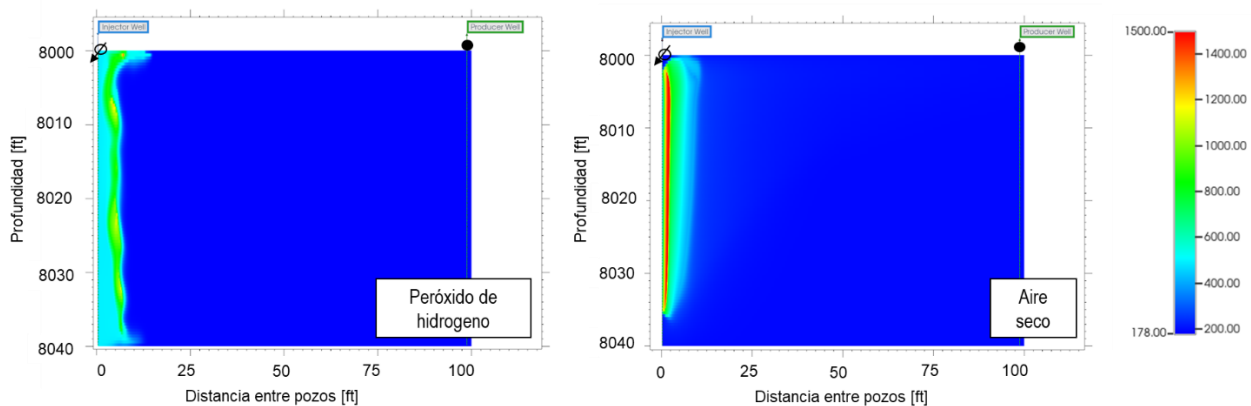 Injector Well
Producer Well
8000
8010
8020
8030
8040
Profundidad [ft]
0
25
50
75
100
Distancia entre pozos [ft]
Peróxido de
hidrogeno
Injector Well
Producer Well
8000
8010
8020
8030
8040
Profundidad [ft]
0
25
50
75
100
Distancia entre pozos [ft]
Aire
seco
1500.00
1400.00
1200.00
1000.00
800.00
600.00
400.00
200.00
178.00